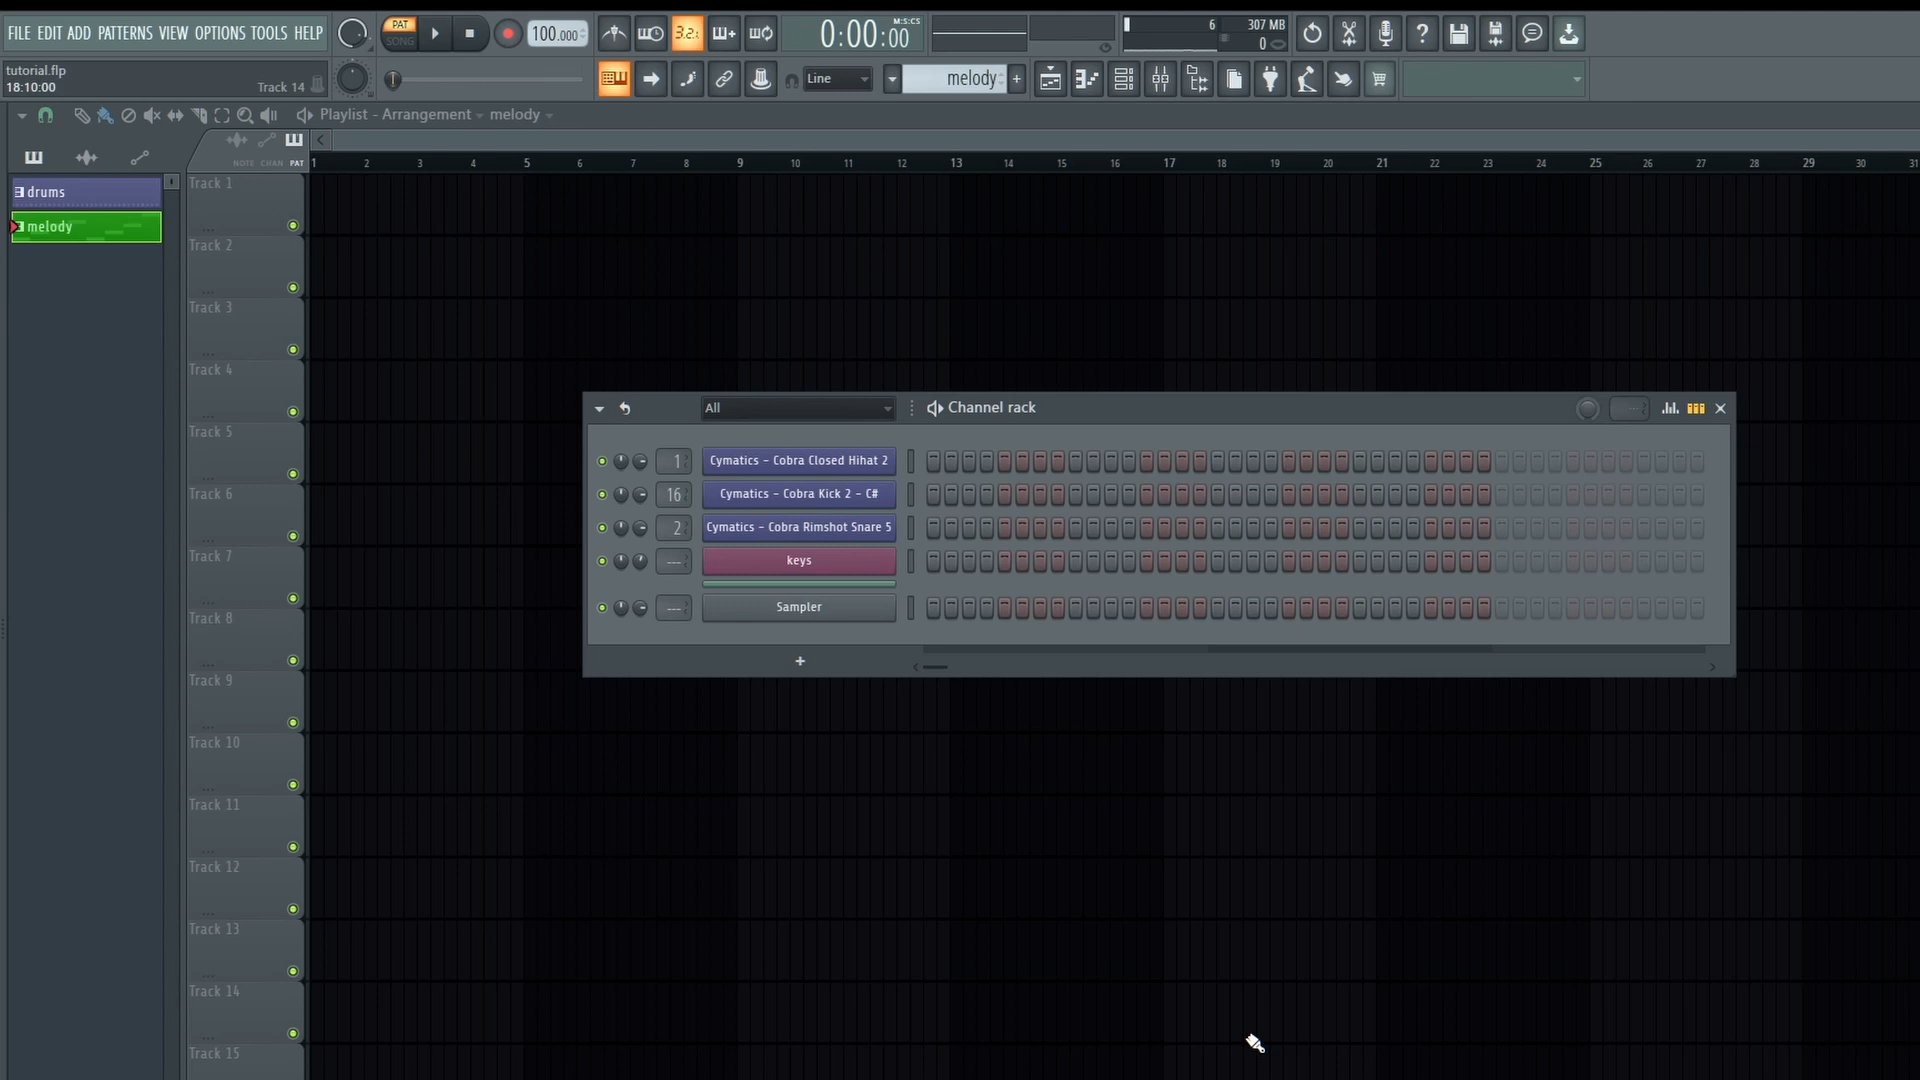 FILE EDIT ADD PATTERNS VIEW OPTIONS TOOLS HELP
PAT
SONG
100.000
3.2.
0:00:00
M:S:CS
6
307 MB
0
tutorial.flp
18:10:00
Track 14
Line
melody
Playlist - Arrangement
melody
NOTE CHAN PAT
1 2 3 4 5 6 7 8 9 10 11 12 13 14 15 16 17 18 19 20 21 22 23 24 25 26 27 28 29 30 31
drums
melody
Track 1
Track 2
Track 3
Track 4
Track 5
Track 6
Track 7
Track 8
Track 9
Track 10
Track 11
Track 12
Track 13
Track 14
Track 15
All
Channel rack
1 Cymatics - Cobra Closed Hihat 2
16 Cymatics - Cobra Kick 2 - C#
2 Cymatics - Cobra Rimshot Snare 5
--- keys
--- Sampler